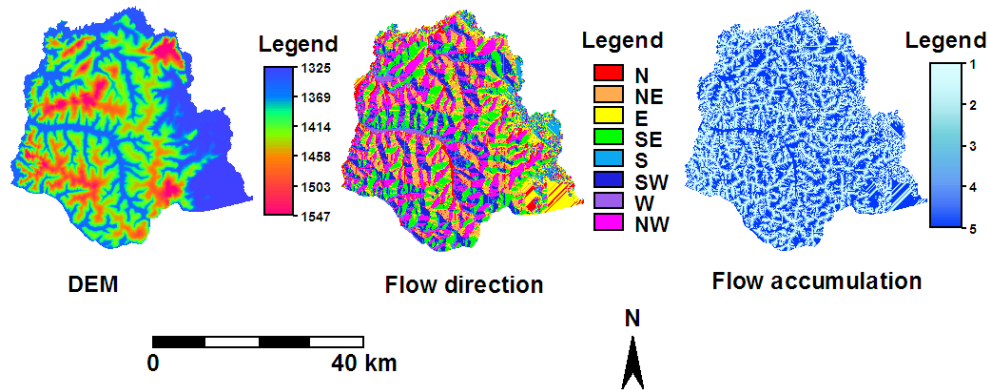 Legend
1325
1369
1414
1458
1503
1547
DEM
Legend
N
NE
E
SE
S
SW
W
NW
Flow direction
Legend
1
2
3
4
5
Flow accumulation
0 40 km
N